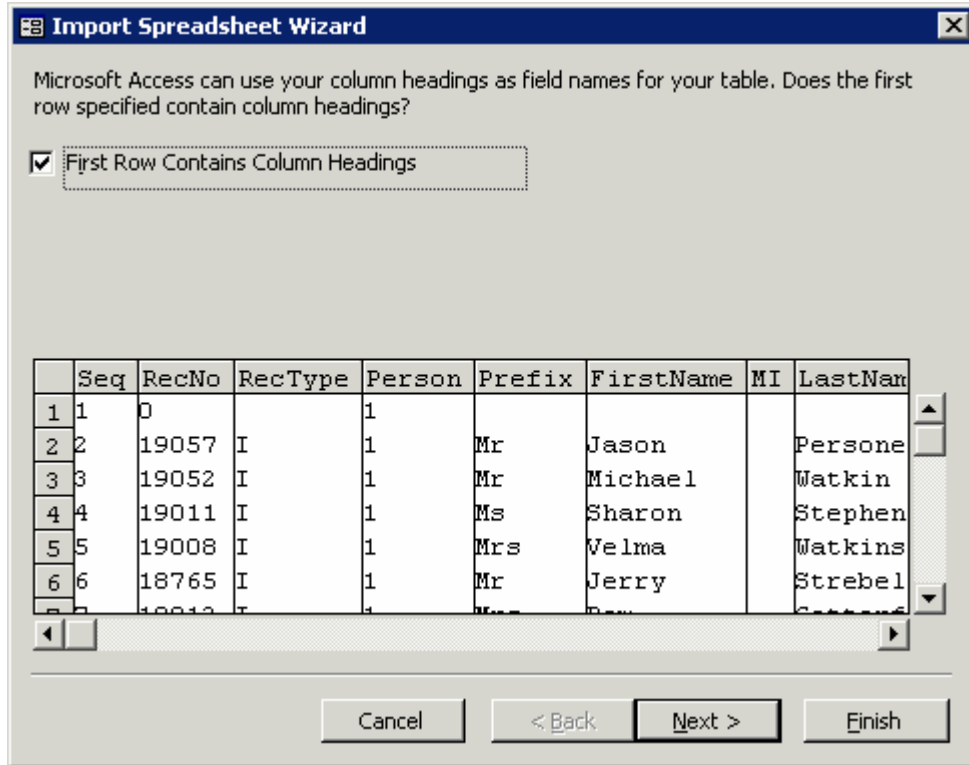 Import Spreadsheet Wizard
Microsoft Access can use your column headings as field names for your table. Does the first
row specified contain column headings?
First Row Contains Column Headings
Seq RecNo RecType Person Prefix FirstName MI LastNam
1 1 0 1
2 2 19057 I 1 Mr Jason Persone
3 3 19052 I 1 Mr Michael Watkin
4 4 19011 I 1 Ms Sharon Stephen
5 5 19008 I 1 Mrs Velma Watkins
6 6 18765 I 1 Mr Jerry Strebel
Cancel < Back Next > Finish